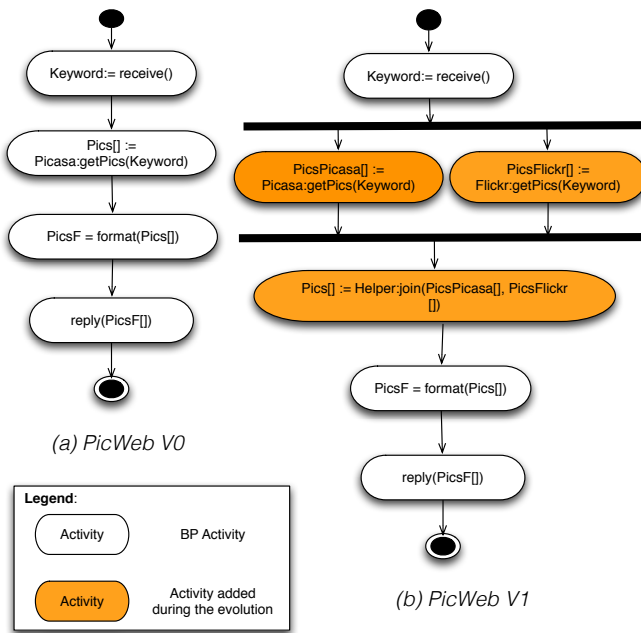 Keyword:= receive()
Pics[] :=
Picasa:getPics(Keyword)
PicsF = format(Pics[])
reply(PicsF[])
(a) PicWeb V0
Keyword:= receive()
PicsPicasa[] :=
Picasa:getPics(Keyword)
PicsFlickr[] :=
Flickr:getPics(Keyword)
Pics[] := Helper:join(PicsPicasa[], PicsFlickr
[])
PicsF = format(Pics[])
reply(PicsF[])
(b) PicWeb V1
Legend:
Activity
BP Activity
Activity
Activity added
during the evolution